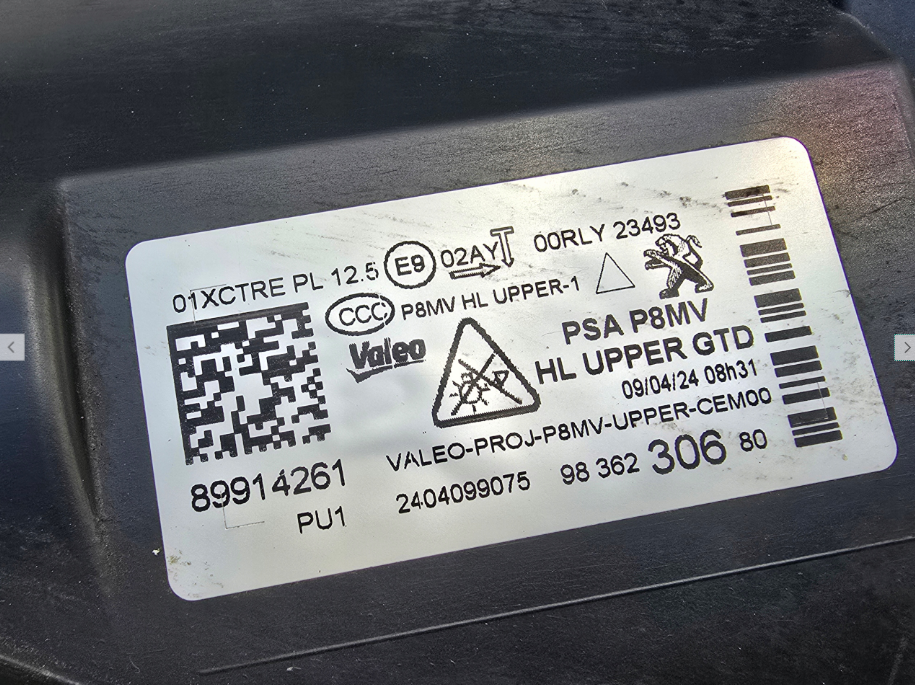 01XCTRE PL 12.5 E9 02AY 00RLY 23493
CCC P8MV HL UPPER-1
Valeo
PSA P8MV
HL UPPER GTD
09/04/24 08h31
VALEO-PROJ-P8MV-UPPER-CEM00
89914261
2404099075 98 362 306 80
PU1